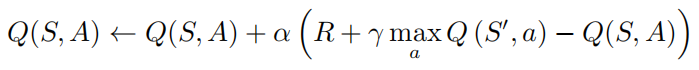 Q(S, A) ← Q(S, A) + α (R + γ max_a Q (S′, a) − Q(S, A))